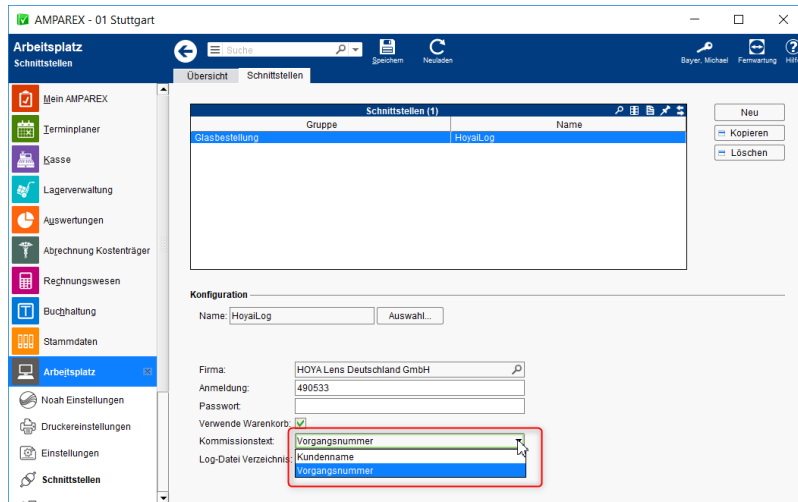 AMPAREX - 01 Stuttgart
Arbeitsplatz
Schnittstellen
Suche
Speichern
Neuladen
Bayer, Michael
Fernwartung
Hilf
Übersicht
Schnittstellen
Mein AMPAREX
Terminplaner
Kasse
Lagerverwaltung
Auswertungen
Abrechnung Kostenträger
Rechnungswesen
Buchhaltung
Stammdaten
Arbeitsplatz
Noah Einstellungen
Druckereinstellungen
Einstellungen
Schnittstellen
Schnittstellen (1)
Gruppe Name
Glasbestellung HoyaiLog
Neu
Kopieren
Löschen
Konfiguration
Name: HoyaiLog Auswahl...
Firma: HOYA Lens Deutschland GmbH
Anmeldung: 490533
Passwort:
Verwende Warenkorb:
Kommissionstext: Vorgangsnummer
Kundenname
Log-Datei Verzeichnis:
Vorgangsnummer